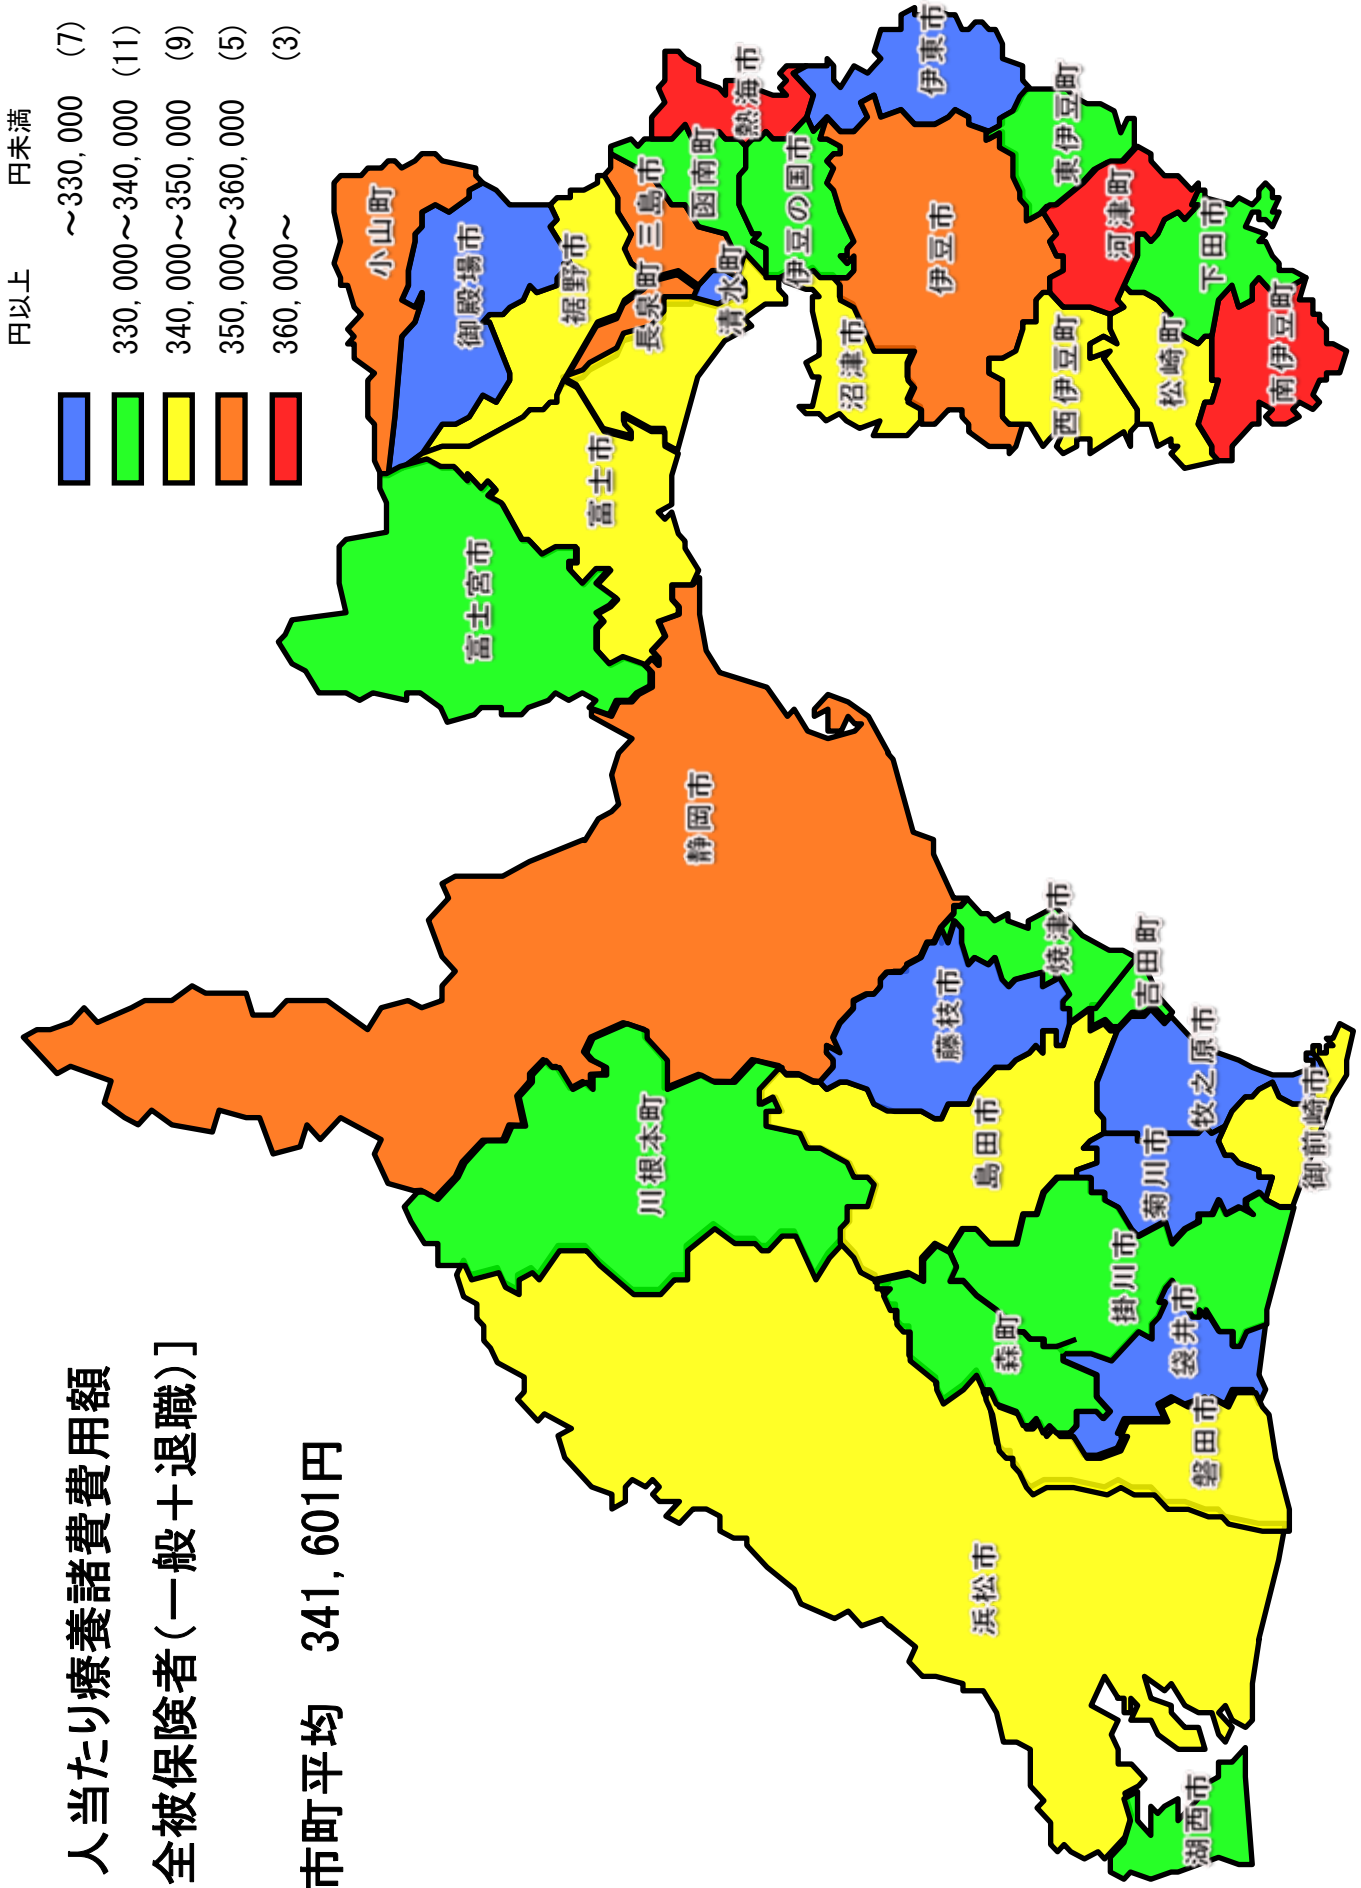 人当たり療養諸費費用額
全被保険者(一般＋退職)]
市町平均 341,601円
円以上 円未満
～330,000 (7)
330,000～340,000 (11)
340,000～350,000 (9)
350,000～360,000 (5)
360,000～ (3)
小山町
御殿場市
裾野市
長泉町
三島市
函南町
熱海市
清水町
伊豆の国市
沼津市
伊豆市
伊東市
東伊豆町
河津町
西伊豆町
松崎町
下田市
南伊豆町
富士市
富士宮市
静岡市
川根本町
藤枝市
焼津市
吉田町
島田市
牧之原市
菊川市
御前崎市
掛川市
森町
袋井市
磐田市
浜松市
湖西市